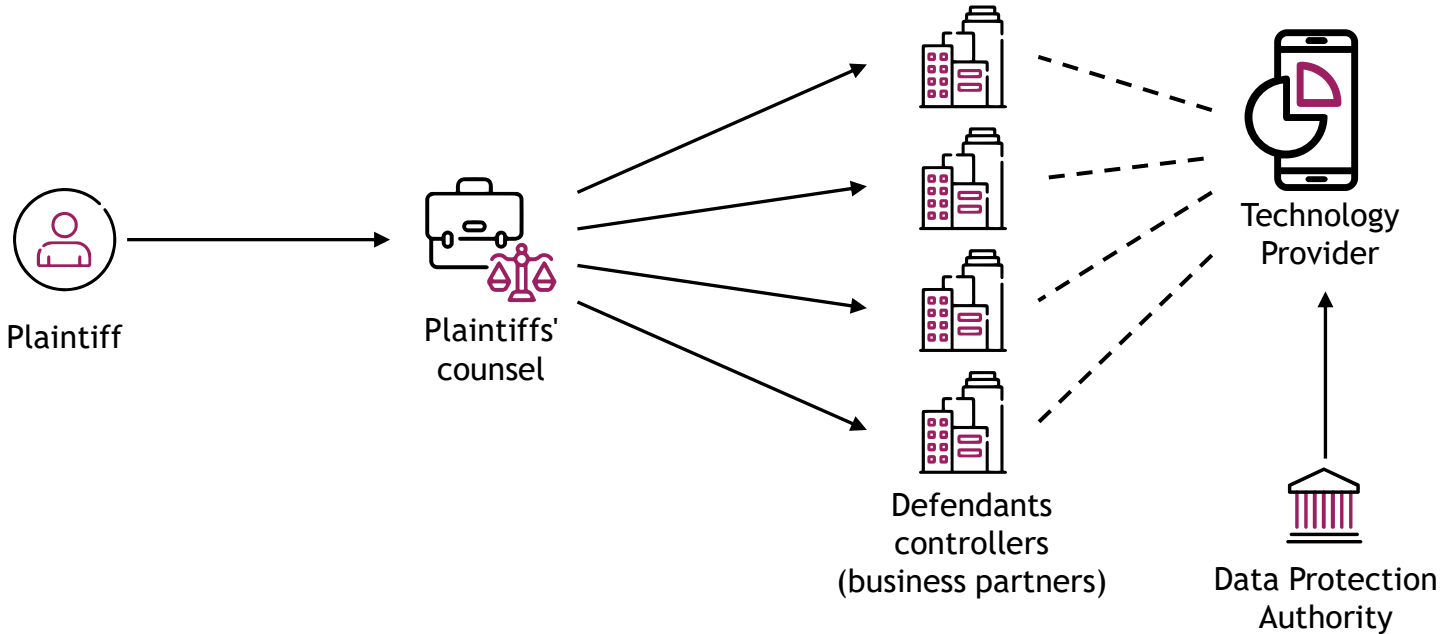 Plaintiff
Plaintiffs'
counsel
Defendants
controllers
(business partners)
Technology
Provider
Data Protection
Authority